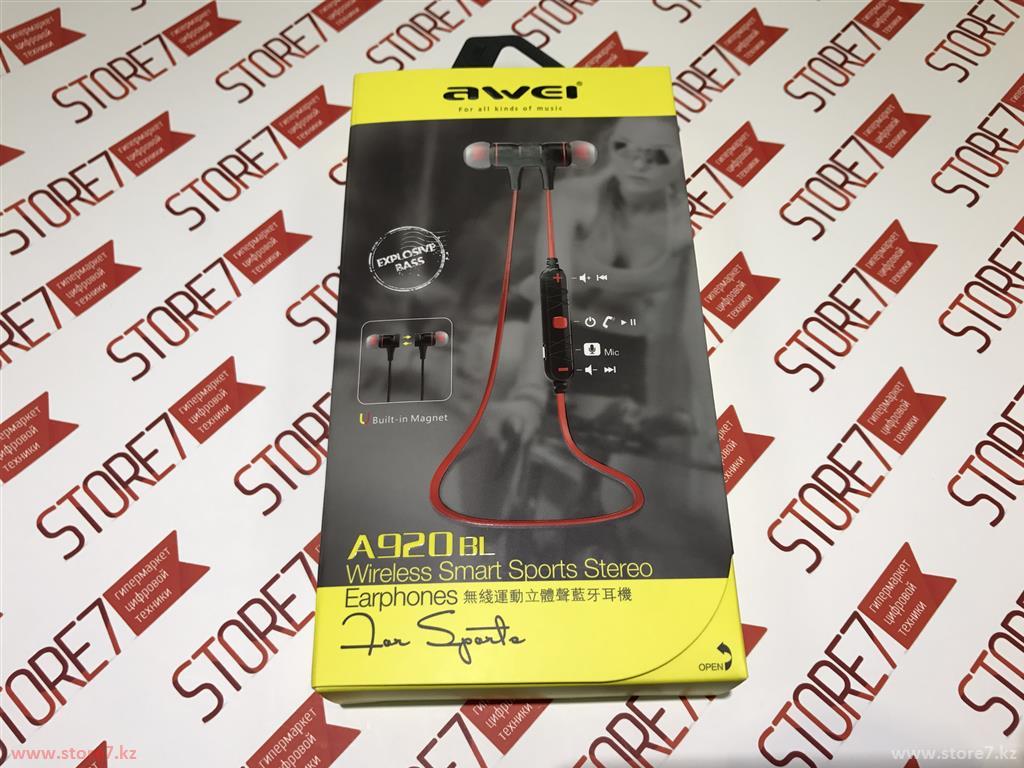 awei
For all kinds of music
EXPLOSIVE
BASS
Mic
Built-in Magnet
A920BL
Wireless Smart Sports Stereo
Earphones 無綫運動立體聲藍牙耳機
For Sports
OPEN
STORE7
гипермаркет
цифровой
техники
www.store7.kz
www.store7.kz